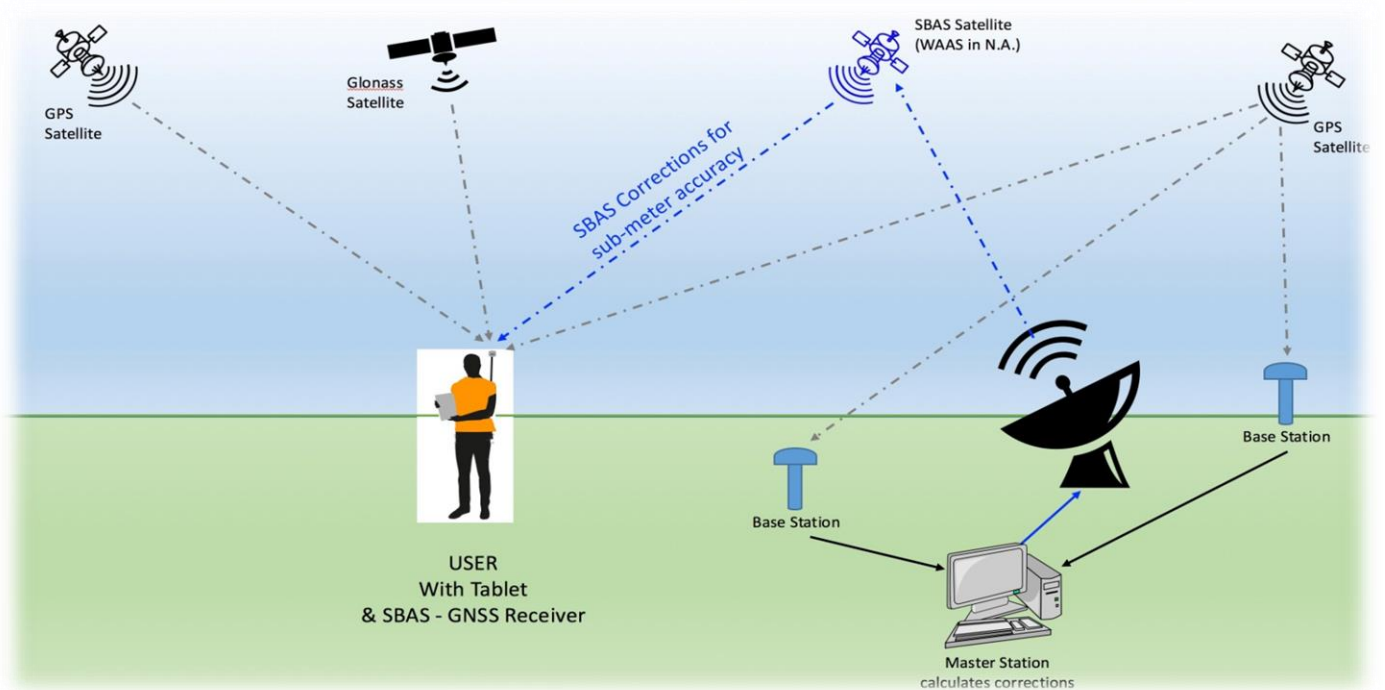 SBAS Satellite
(WAAS in N.A.)
GPS
Satellite
Glonass
Satellite
GPS
Satellite
SBAS Corrections for
sub-meter accuracy
Base Station
Base Station
USER
With Tablet
& SBAS - GNSS Receiver
Master Station
calculates corrections